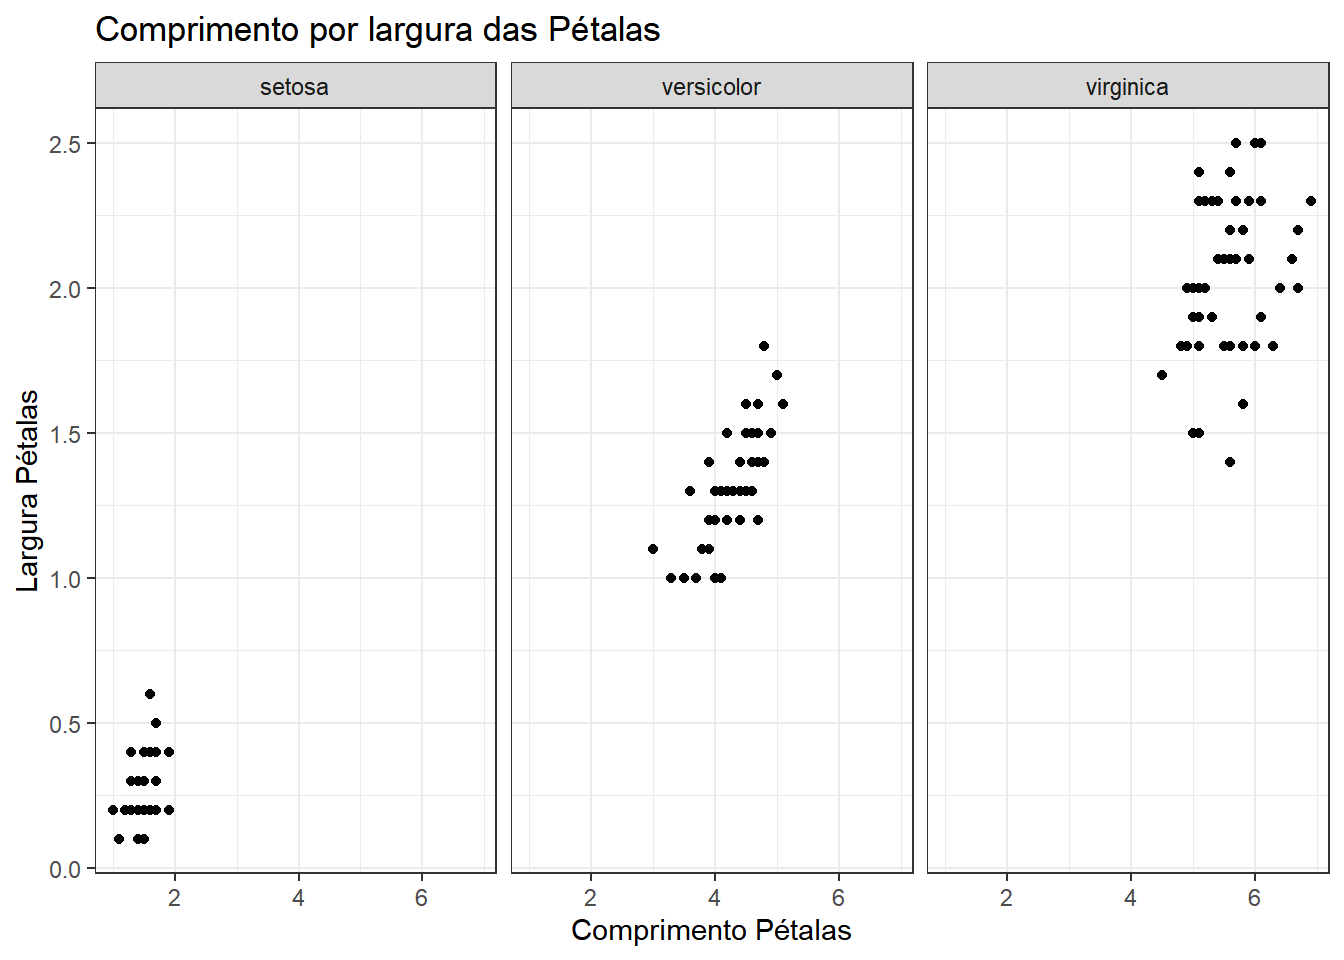 Comprimento por largura das Pétalas
setosa versicolor virginica
2.5
2.0
1.5
1.0
0.5
0.0
Largura Pétalas
2 4 6 2 4 6 2 4 6
Comprimento Pétalas